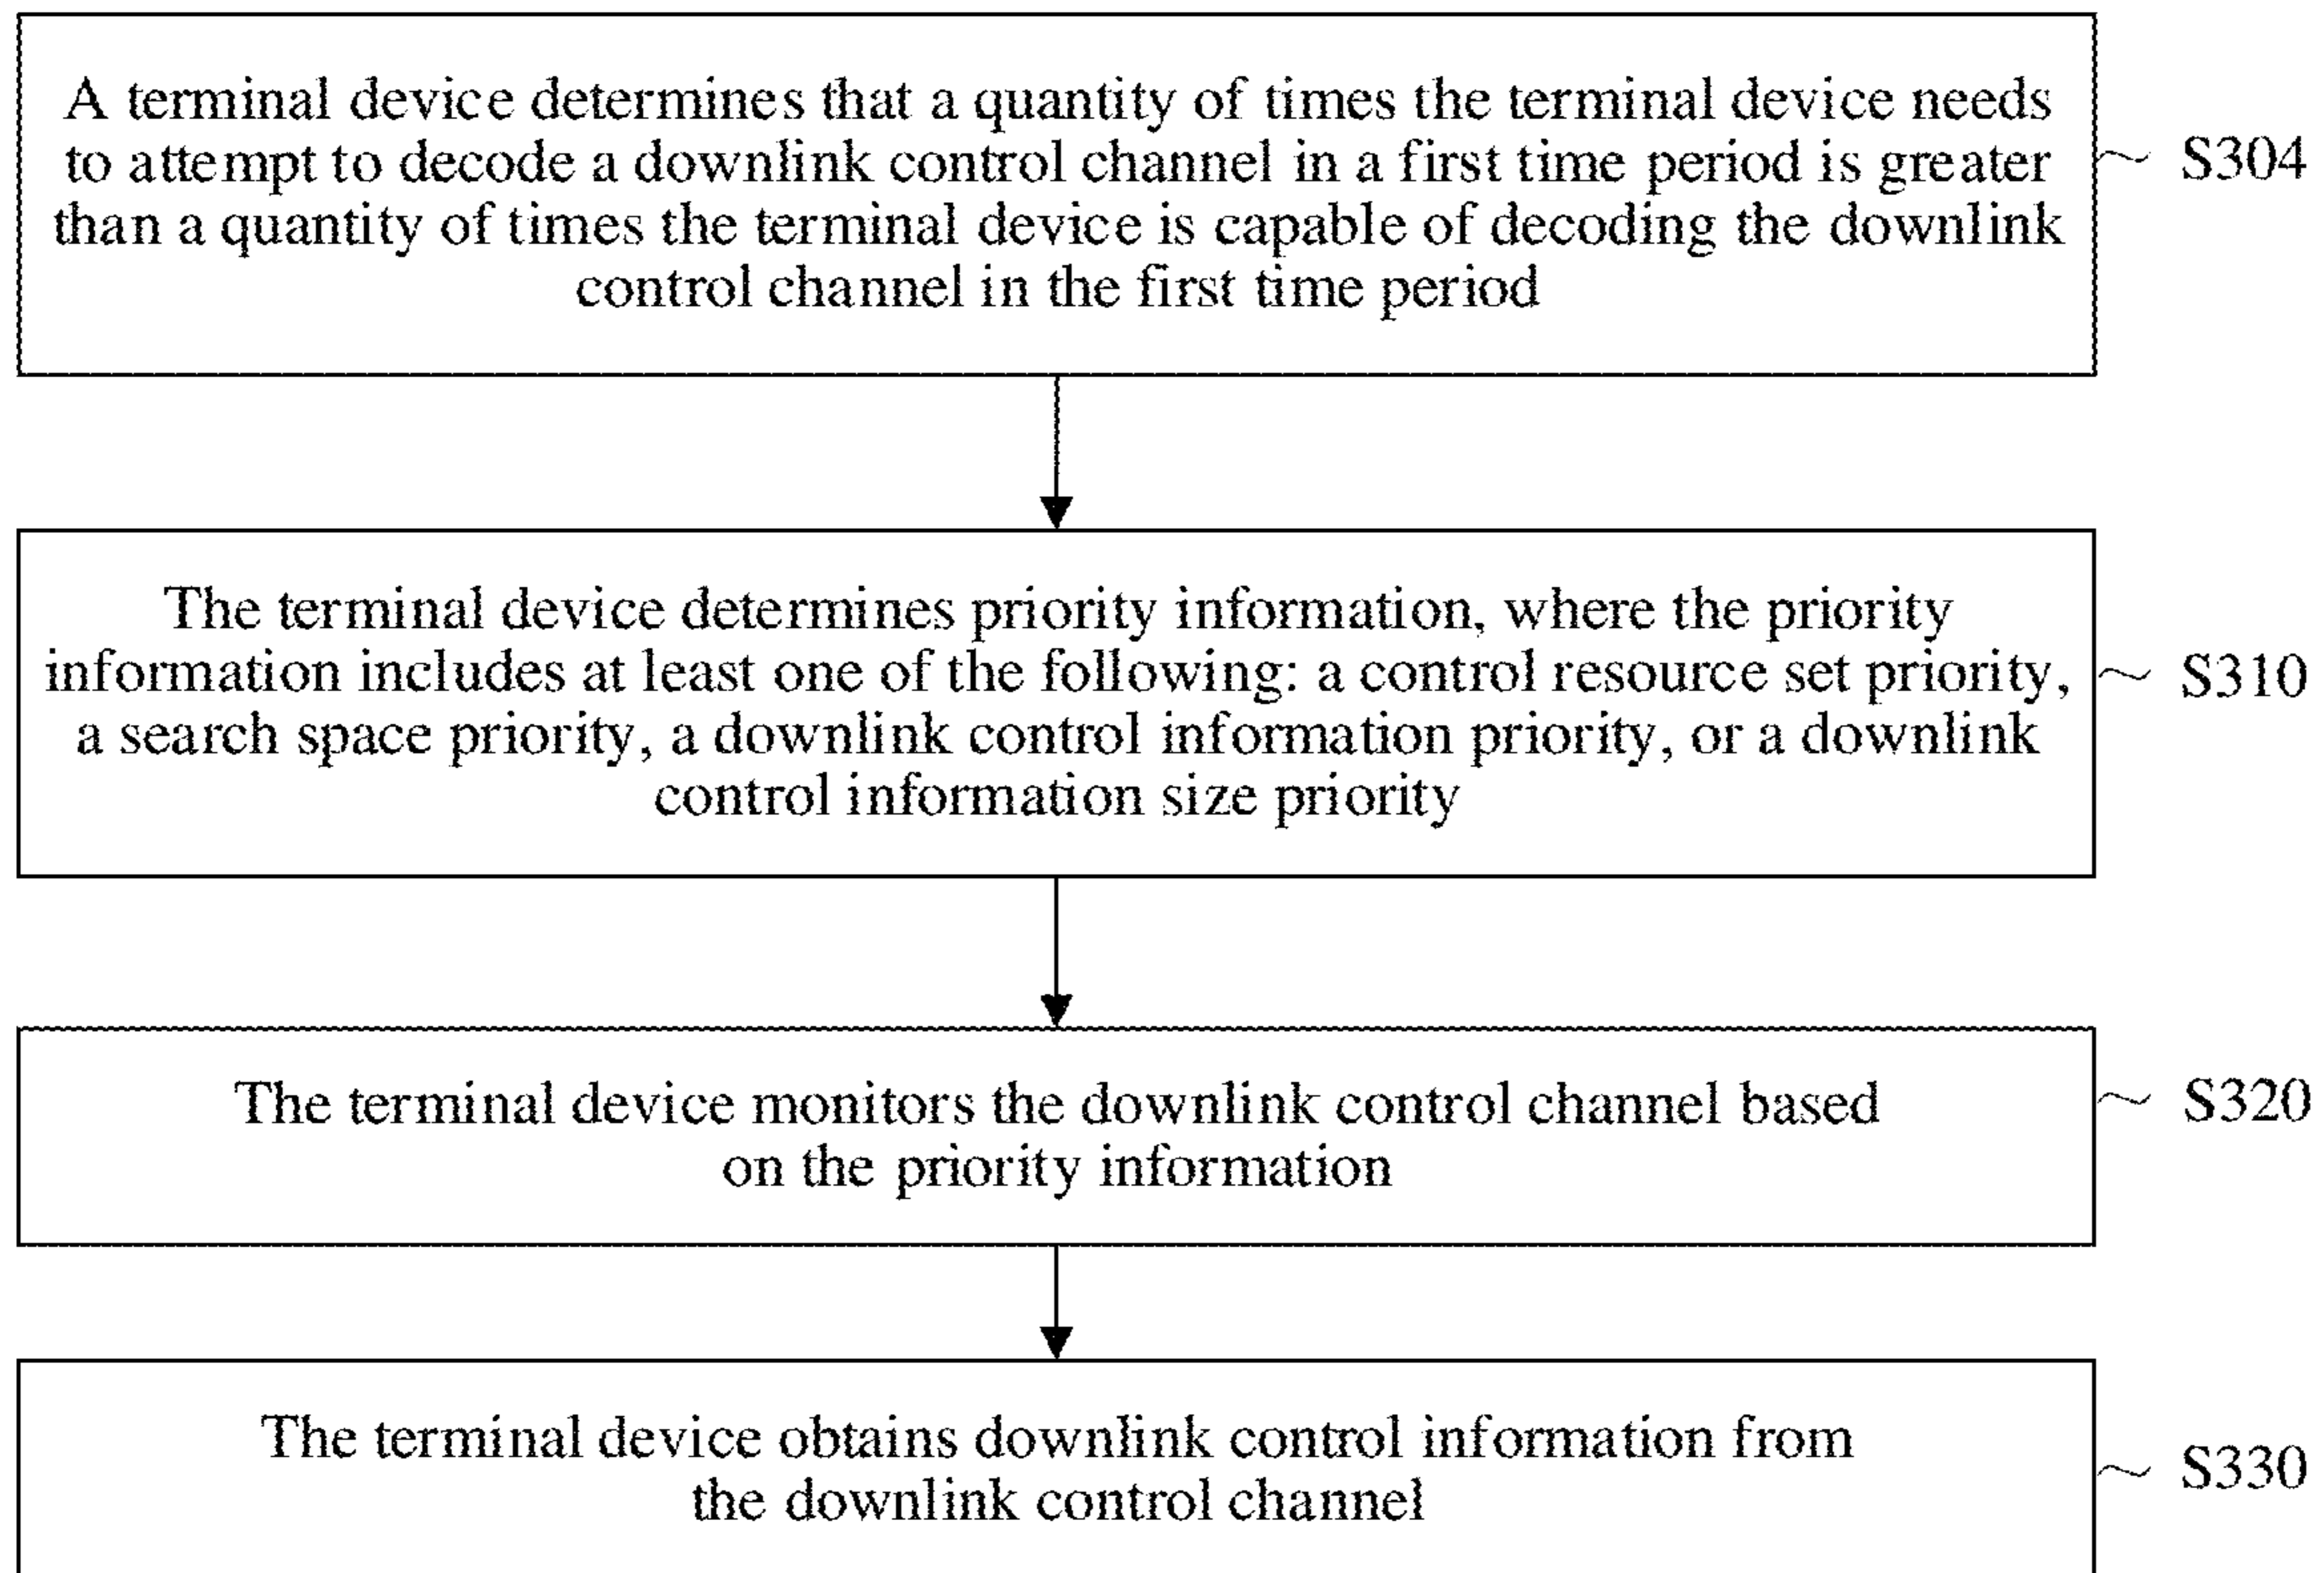 A terminal device determines that a quantity of times the terminal device needs
to attempt to decode a downlink control channel in a first time period is greater
than a quantity of times the terminal device is capable of decoding the downlink
control channel in the first time period
S304
The terminal device determines priority information, where the priority
information includes at least one of the following: a control resource set priority,
a search space priority, a downlink control information priority, or a downlink
control information size priority
S310
The terminal device monitors the downlink control channel based
on the priority information
S320
The terminal device obtains downlink control information from
the downlink control channel
S330